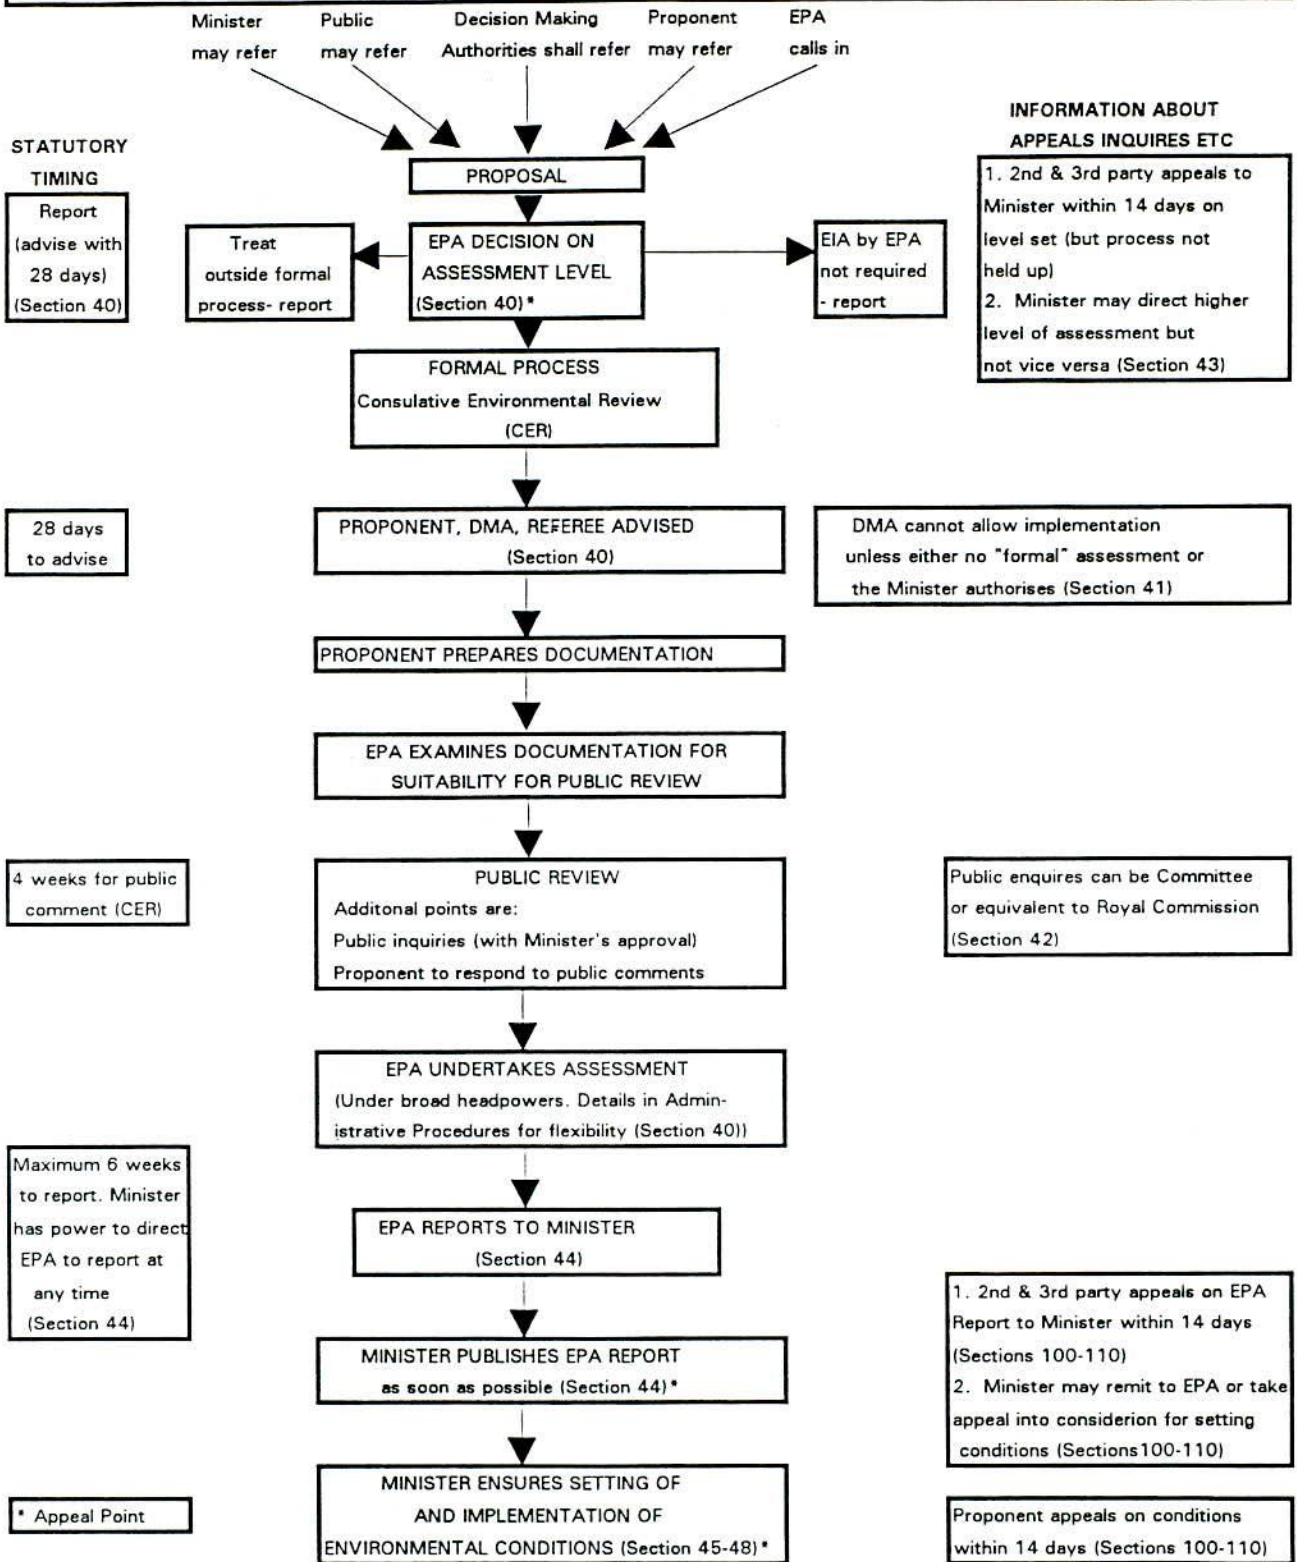 Minister
may refer
Public
may refer
Decision Making
Authorities shall refer
Proponent
may refer
EPA
calls in
STATUTORY
TIMING
INFORMATION ABOUT
APPEALS INQUIRES ETC
PROPOSAL
Report
(advise with
28 days)
(Section 40)
Treat
outside formal
process- report
EPA DECISION ON
ASSESSMENT LEVEL
(Section 40)*
EIA by EPA
not required
- report
1. 2nd & 3rd party appeals to
Minister within 14 days on
level set (but process not
held up)
2. Minister may direct higher
level of assessment but
not vice versa (Section 43)
FORMAL PROCESS
Consulative Environmental Review
(CER)
28 days
to advise
PROPONENT, DMA, REFEREE ADVISED
(Section 40)
DMA cannot allow implementation
unless either no "formal" assessment or
the Minister authorises (Section 41)
PROPONENT PREPARES DOCUMENTATION
EPA EXAMINES DOCUMENTATION FOR
SUITABILITY FOR PUBLIC REVIEW
4 weeks for public
comment (CER)
PUBLIC REVIEW
Additonal points are:
Public inquiries (with Minister's approval)
Proponent to respond to public comments
Public enquires can be Committee
or equivalent to Royal Commission
(Section 42)
EPA UNDERTAKES ASSESSMENT
(Under broad headpowers. Details in Admin-
istrative Procedures for flexibility (Section 40))
Maximum 6 weeks
to report. Minister
has power to direct
EPA to report at
any time
(Section 44)
EPA REPORTS TO MINISTER
(Section 44)
MINISTER PUBLISHES EPA REPORT
as soon as possible (Section 44)*
1. 2nd & 3rd party appeals on EPA
Report to Minister within 14 days
(Sections 100-110)
2. Minister may remit to EPA or take
appeal into considerion for setting
conditions (Sections100-110)
* Appeal Point
MINISTER ENSURES SETTING OF
AND IMPLEMENTATION OF
ENVIRONMENTAL CONDITIONS (Section 45-48)*
Proponent appeals on conditions
within 14 days (Sections 100-110)